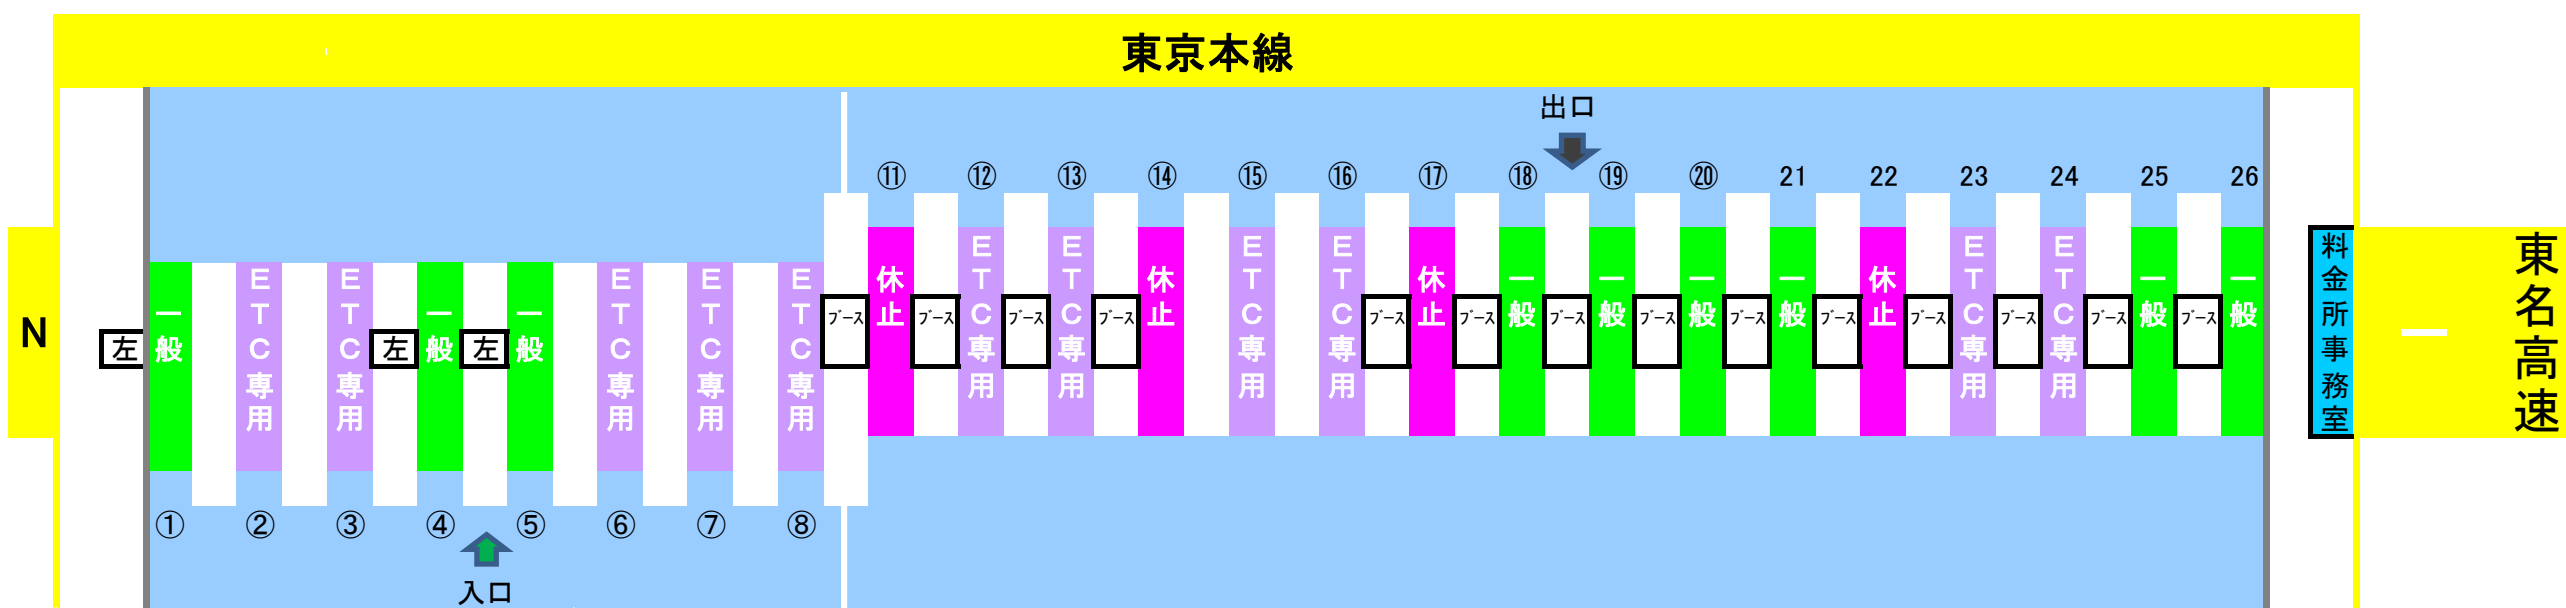 東京本線
出口
⑪ ⑫ ⑬ ⑭ ⑮ ⑯ ⑰ ⑱ ⑲ ⑳ 21 22 23 24 25 26
N
左
一般
ETC専用
ETC専用
左
一般
左
一般
ETC専用
ETC専用
ETC専用
ブース
休止
ブース
ETC専用
ブース
ETC専用
ブース
休止
ETC専用
ETC専用
ブース
休止
ブース
一般
ブース
一般
ブース
一般
ブース
一般
ブース
休止
ブース
ETC専用
ブース
ETC専用
ブース
一般
ブース
一般
料金所事務室
東名高速
① ② ③ ④ ⑤ ⑥ ⑦ ⑧
入口